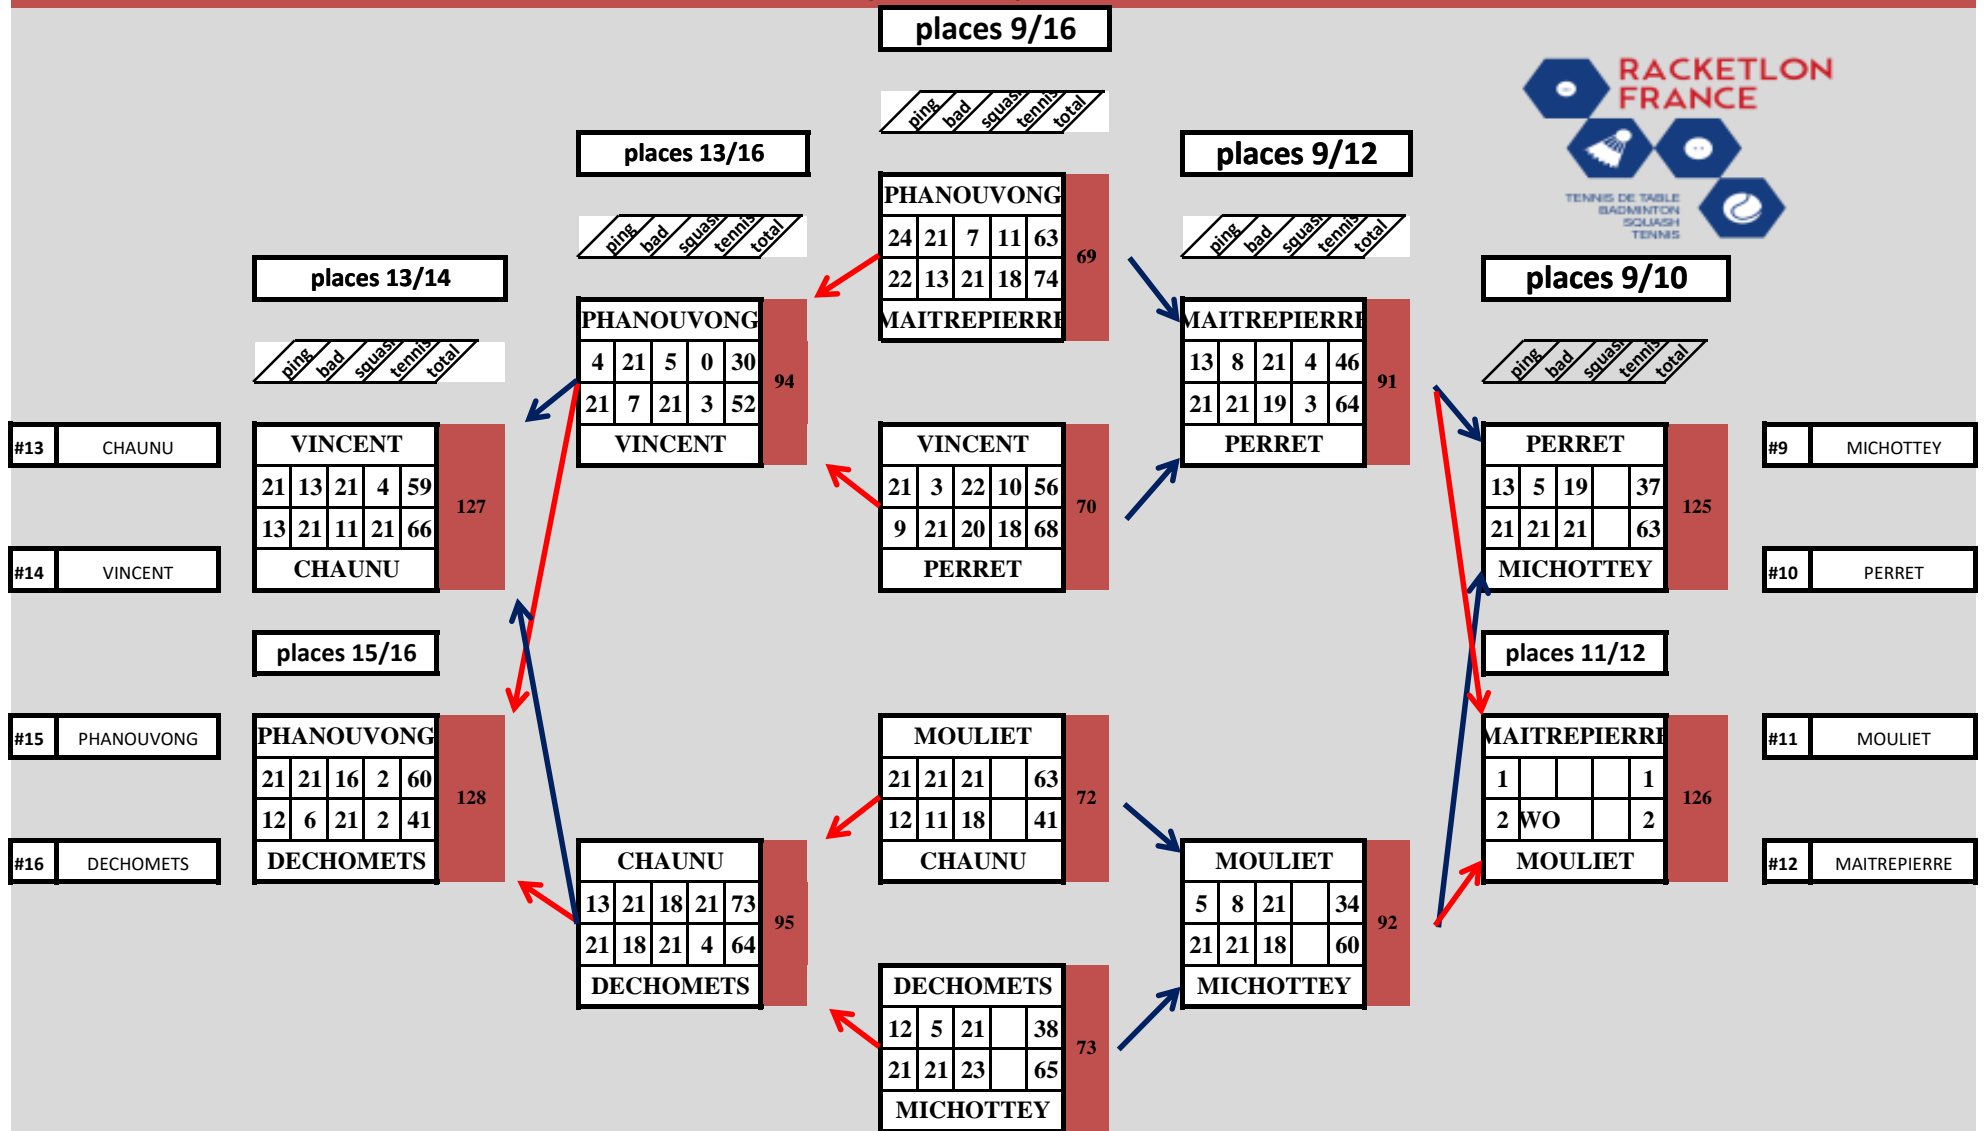 places 9/16
RACKETLON
FRANCE
TENNIS DE TABLE
BADMINTON
SQUASH
TENNIS
ping bad squash tennis total
places 13/16
places 9/12
PHANOUVONG
24 21 7 11 63
22 13 21 18 74
MAITREPIERRE
69
ping bad squash tennis total
ping bad squash tennis total
places 13/14
places 9/10
PHANOUVONG
4 21 5 0 30
21 7 21 3 52
VINCENT
94
MAITREPIERRE
13 8 21 4 46
21 21 19 3 64
PERRET
91
ping bad squash tennis total
ping bad squash tennis total
#13 CHAUNU
#14 VINCENT
VINCENT
21 13 21 4 59
13 21 11 21 66
CHAUNU
127
VINCENT
21 3 22 10 56
9 21 20 18 68
PERRET
70
PERRET
13 5 19 37
21 21 21 63
MICHOTTEY
125
#9 MICHOTTEY
#10 PERRET
places 15/16
places 11/12
#15 PHANOUVONG
#16 DECHOMETS
PHANOUVONG
21 21 16 2 60
12 6 21 2 41
DECHOMETS
128
MOULIET
21 21 21 63
12 11 18 41
CHAUNU
72
MAITREPIERRE
1 1
2 WO 2
MOULIET
126
#11 MOULIET
#12 MAITREPIERRE
CHAUNU
13 21 18 21 73
21 18 21 4 64
DECHOMETS
95
MOULIET
5 8 21 34
21 21 18 60
MICHOTTEY
92
DECHOMETS
12 5 21 38
21 21 23 65
MICHOTTEY
73